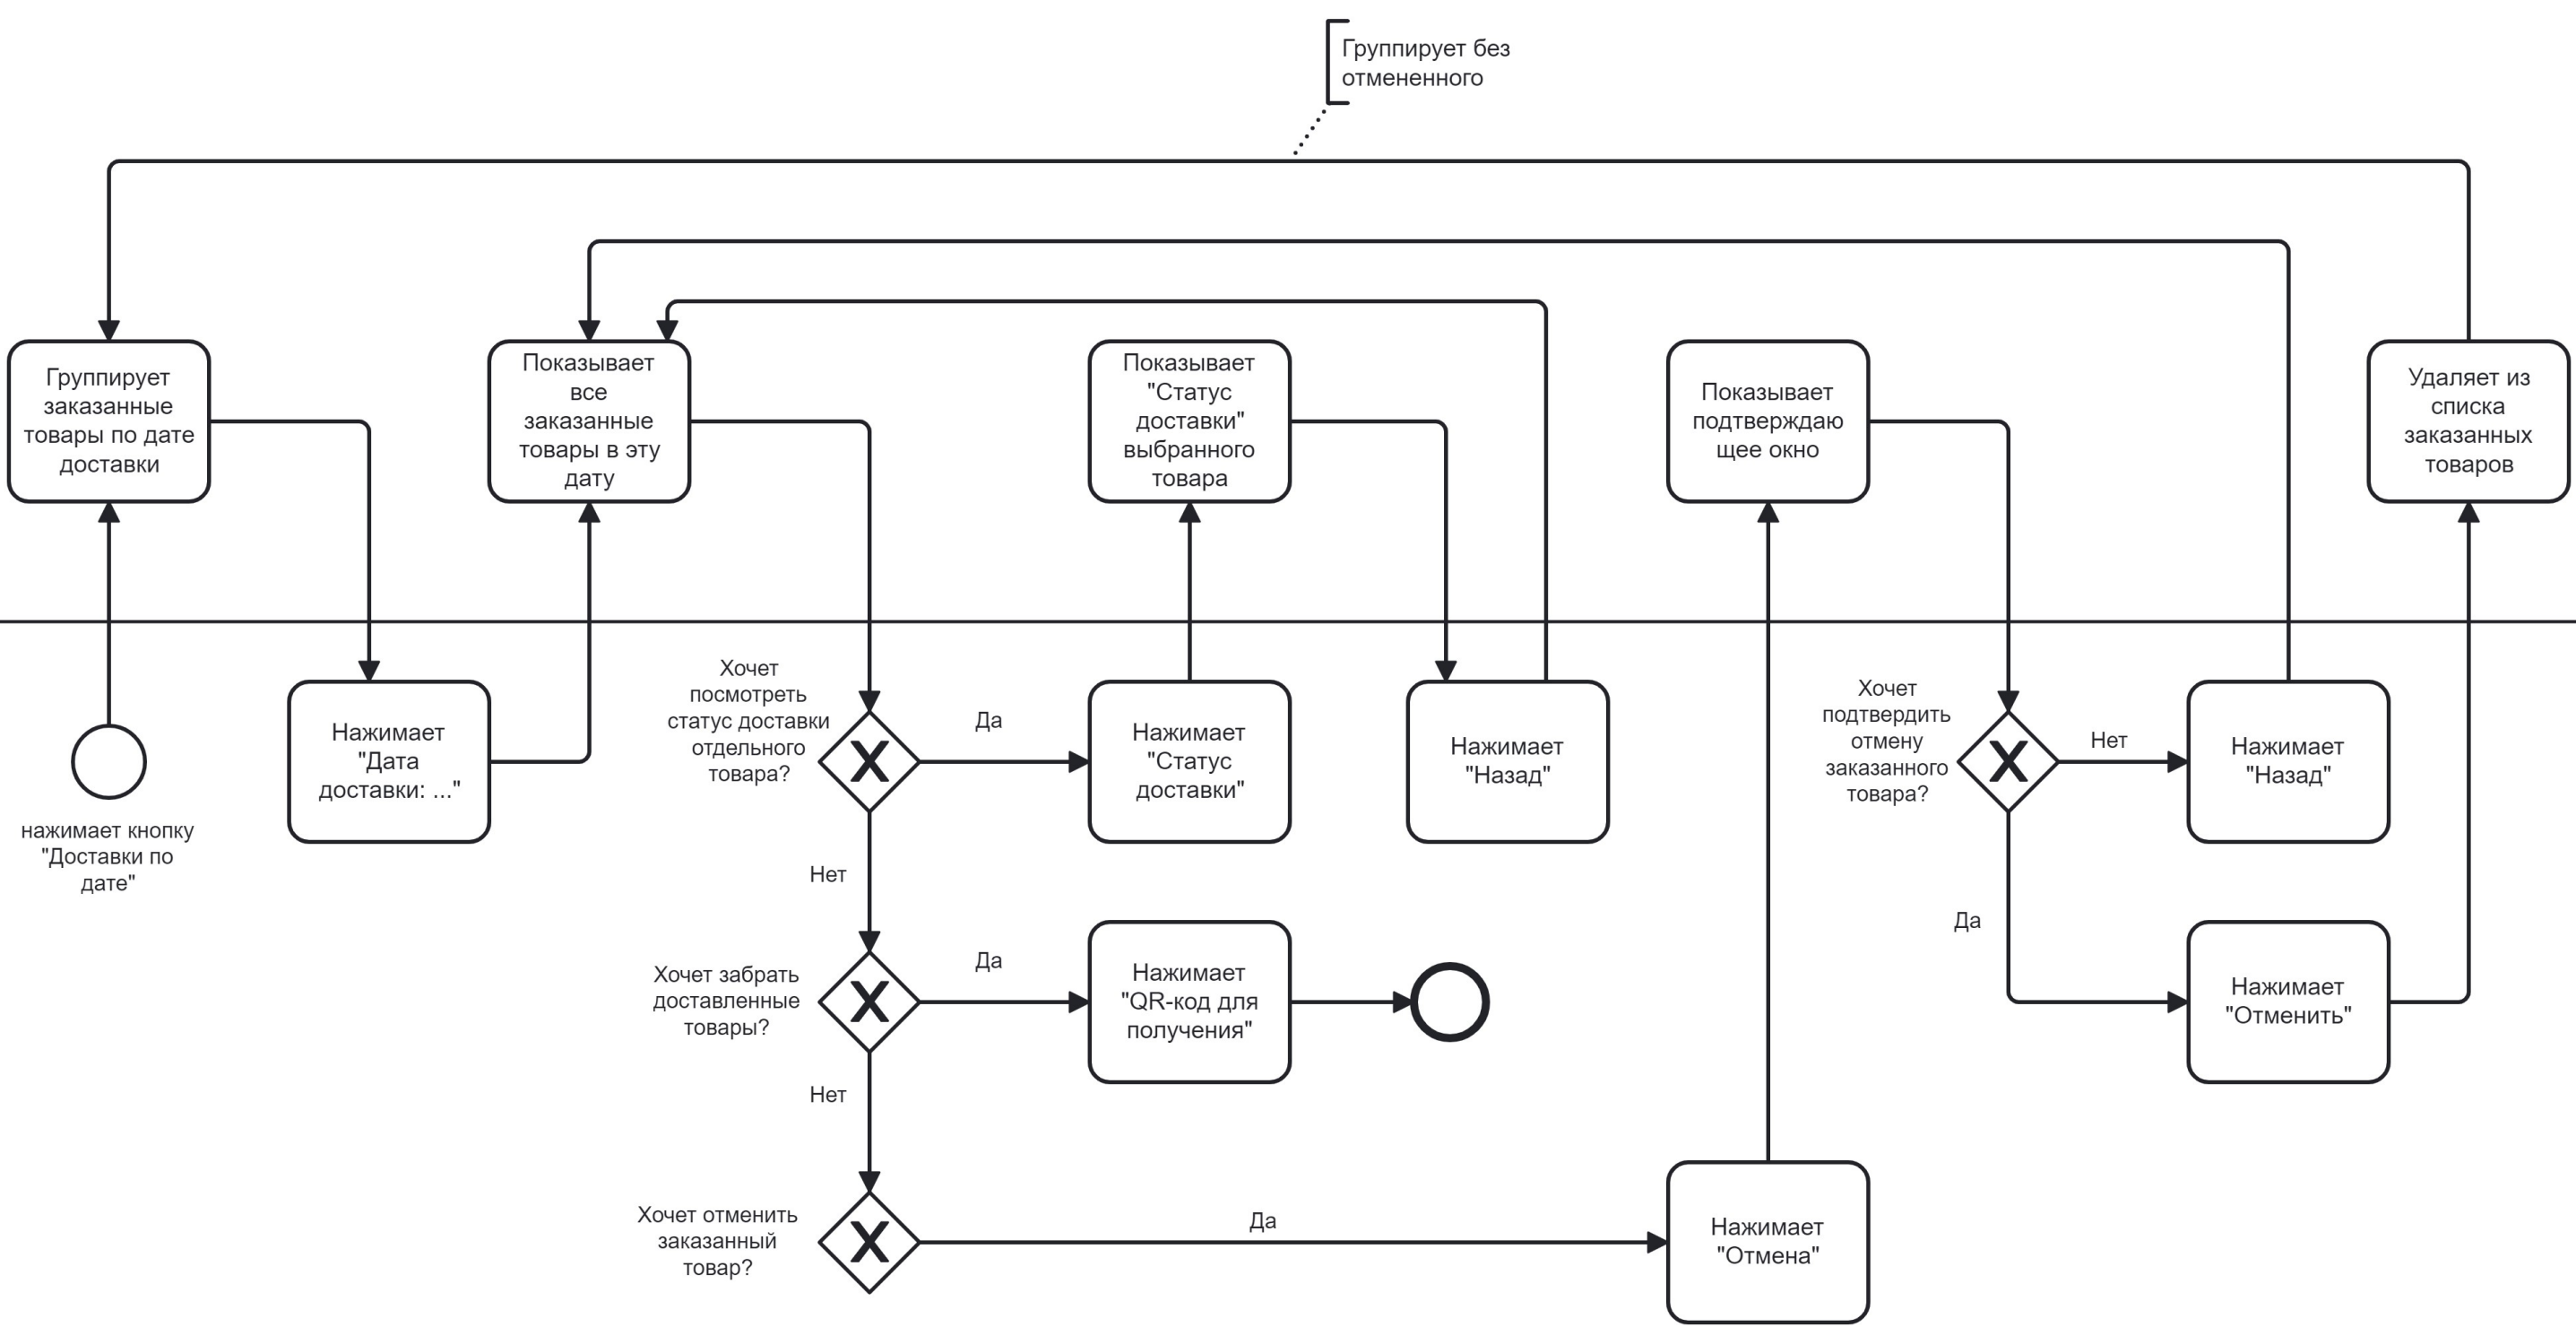 Группирует без
отмененного
Группирует
заказанные
товары по дате
доставки
Показывает
все
заказанные
товары в эту
дату
Показывает
"Статус
доставки"
выбранного
товара
Показывает
подтверждаю
щее окно
Удаляет из
списка
заказанных
товаров
нажимает кнопку
"Доставки по
дате"
Нажимает
"Дата
доставки: ..."
Хочет
посмотреть
статус доставки
отдельного
товара?
X
Да
Нажимает
"Статус
доставки"
Нажимает
"Назад"
Хочет
подтвердить
отмену
заказанного
товара?
X
Нет
Нажимает
"Назад"
Нет
Да
Хочет забрать
доставленные
товары?
X
Да
Нажимает
"QR-код для
получения"
Нажимает
"Отменить"
Нет
Хочет отменить
заказанный
товар?
X
Да
Нажимает
"Отмена"